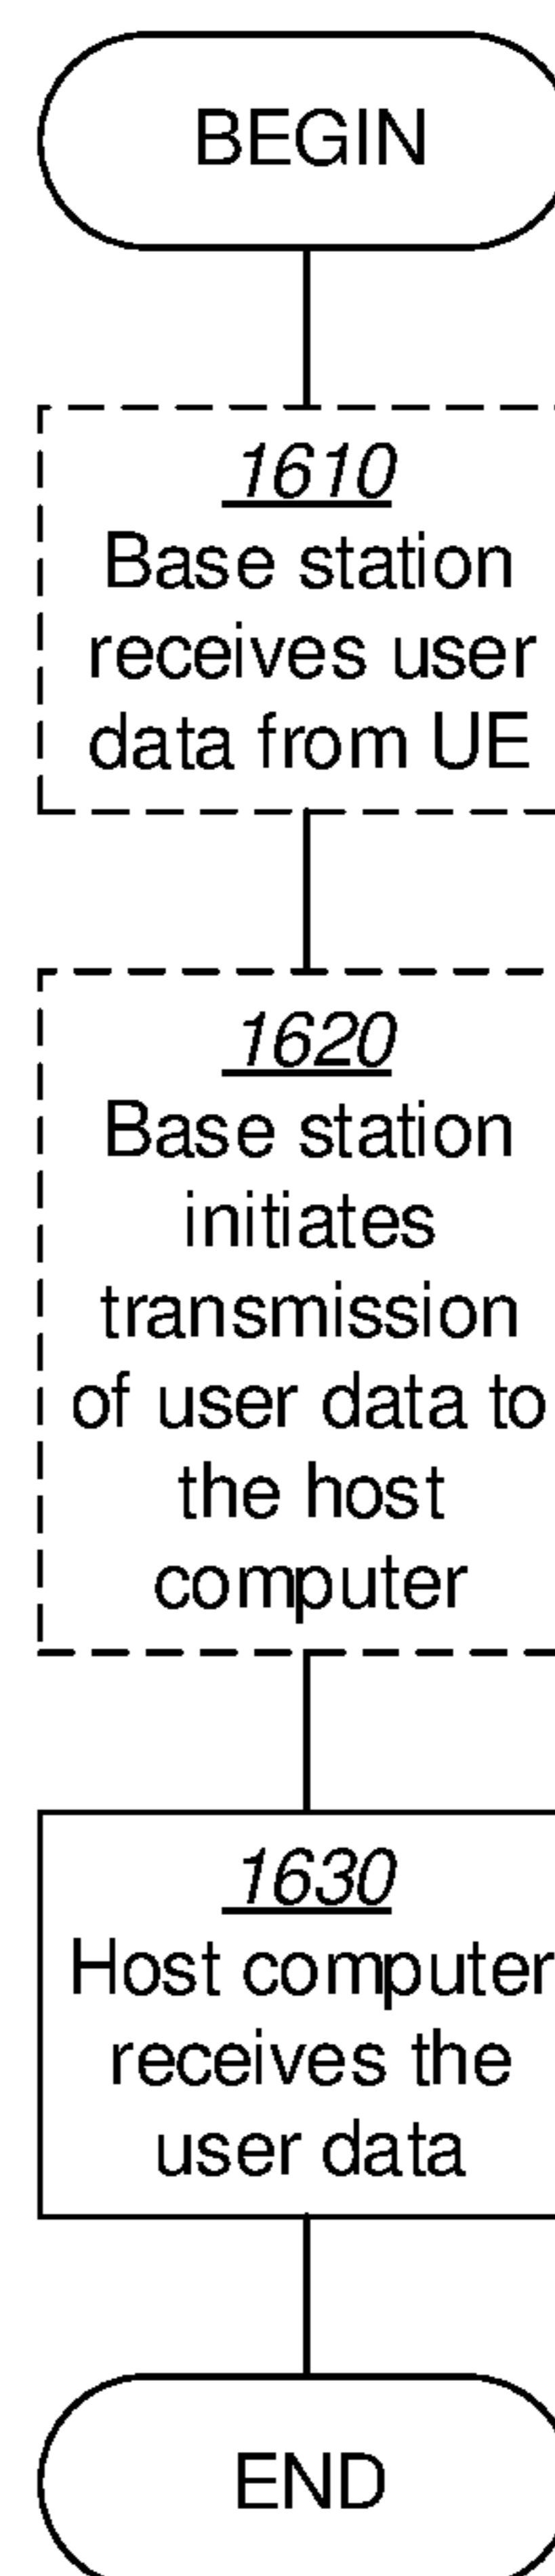 BEGIN
1610
Base station
receives user
data from UE
1620
Base station
initiates
transmission
of user data to
the host
computer
1630
Host computer
receives the
user data
END